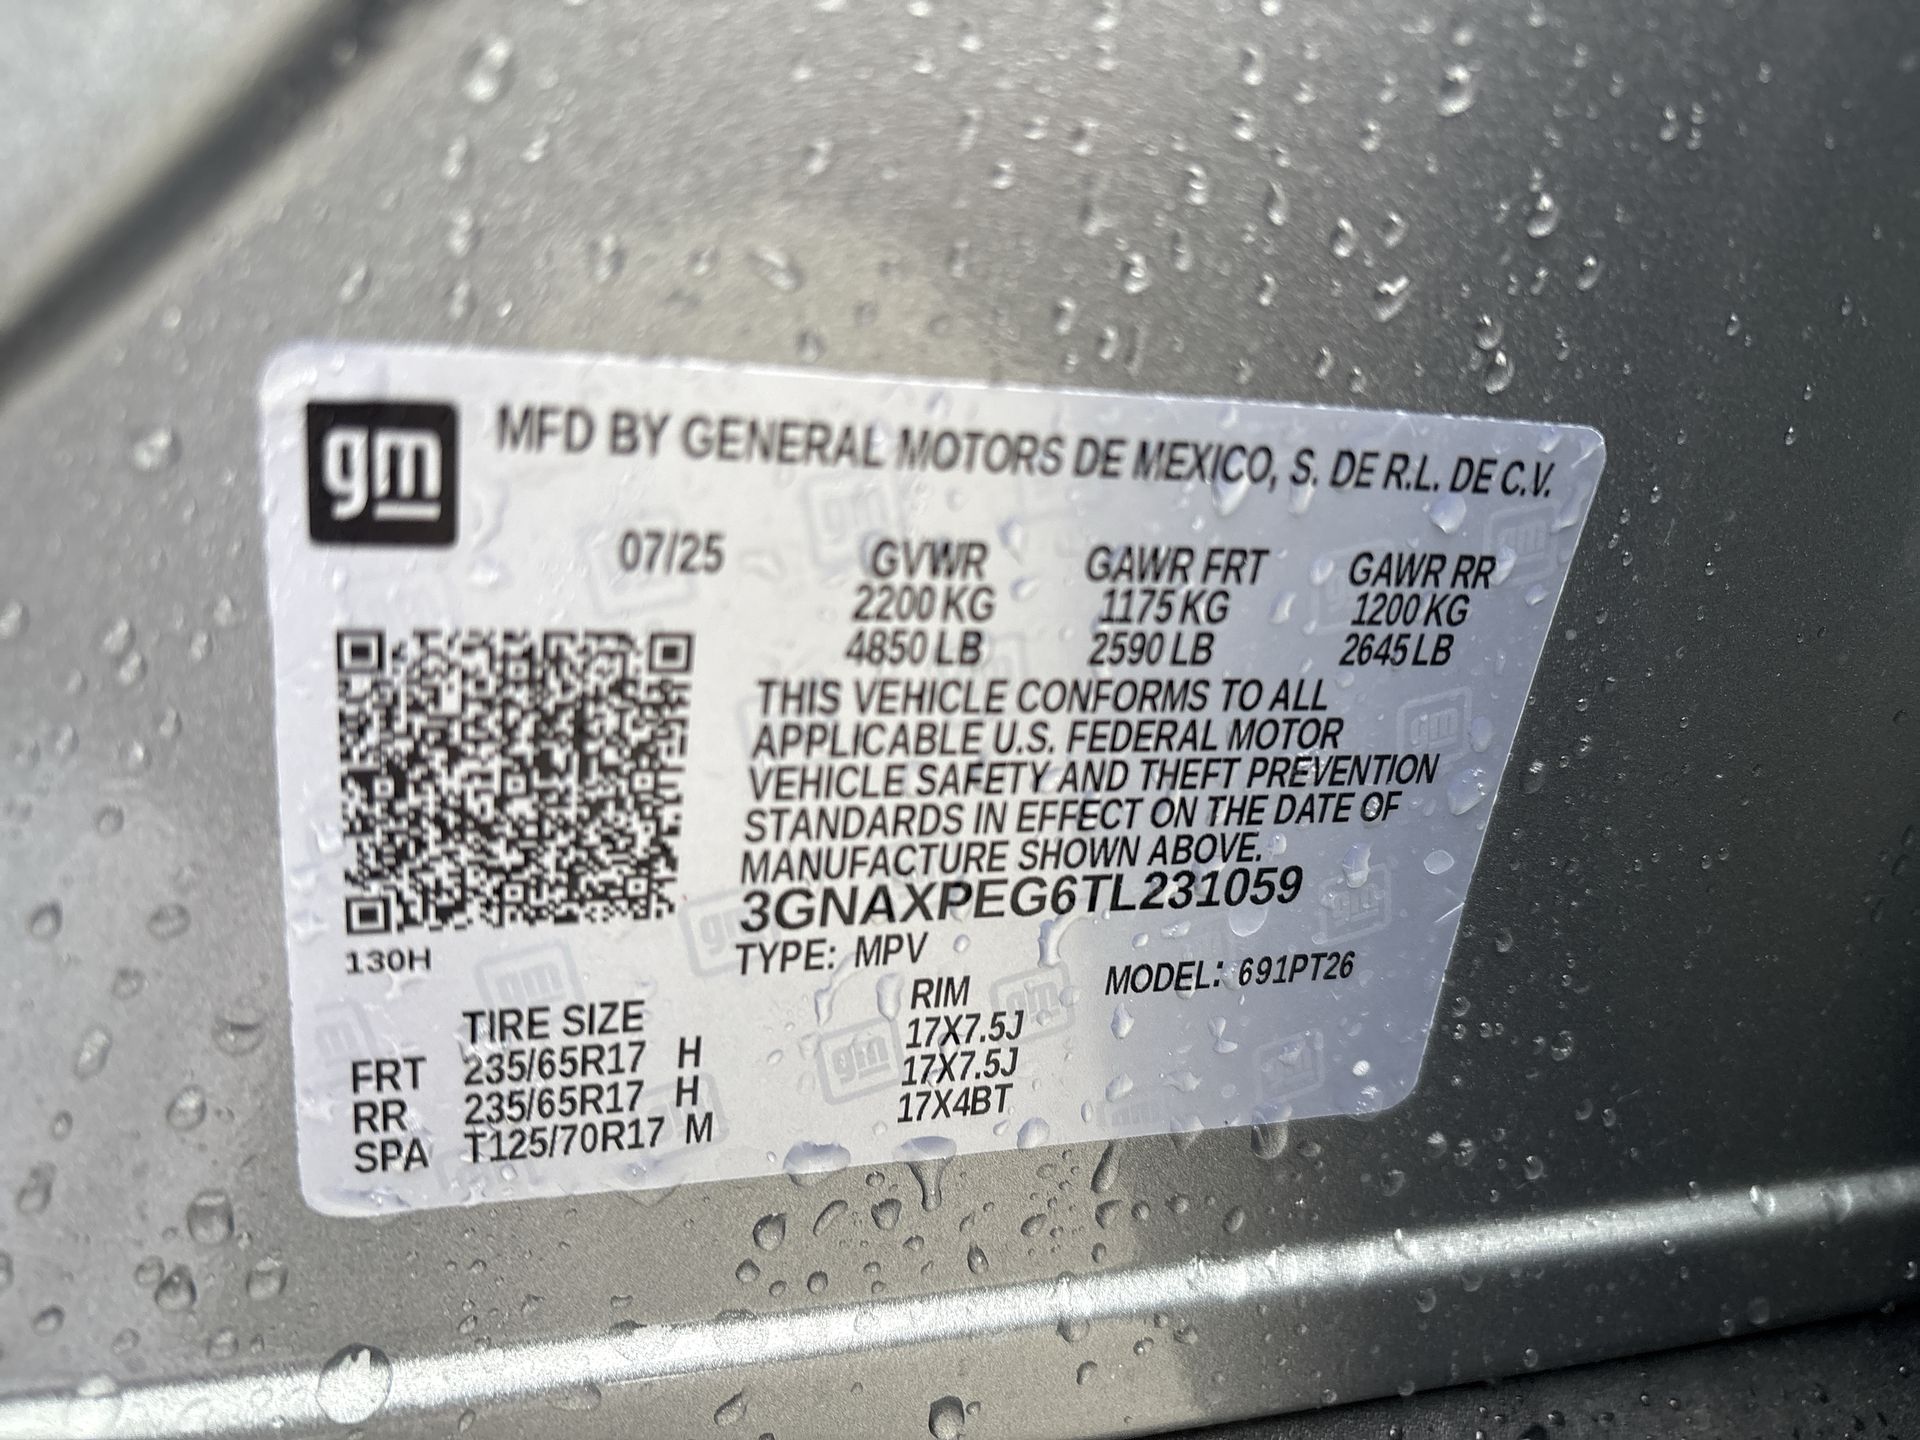 gm
MFD BY GENERAL MOTORS DE MEXICO, S. DE R.L. DE C.V.
07/25 GVWR GAWR FRT GAWR RR
2200 KG 1175 KG 1200 KG
4850 LB 2590 LB 2645 LB
THIS VEHICLE CONFORMS TO ALL
APPLICABLE U.S. FEDERAL MOTOR
VEHICLE SAFETY AND THEFT PREVENTION
STANDARDS IN EFFECT ON THE DATE OF
MANUFACTURE SHOWN ABOVE.
3GNAXPEG6TL231059
130H
TYPE: MPV MODEL: 691PT26
TIRE SIZE RIM
FRT 235/65R17 H 17X7.5J
RR 235/65R17 H 17X7.5J
SPA T125/70R17 M 17X4BT